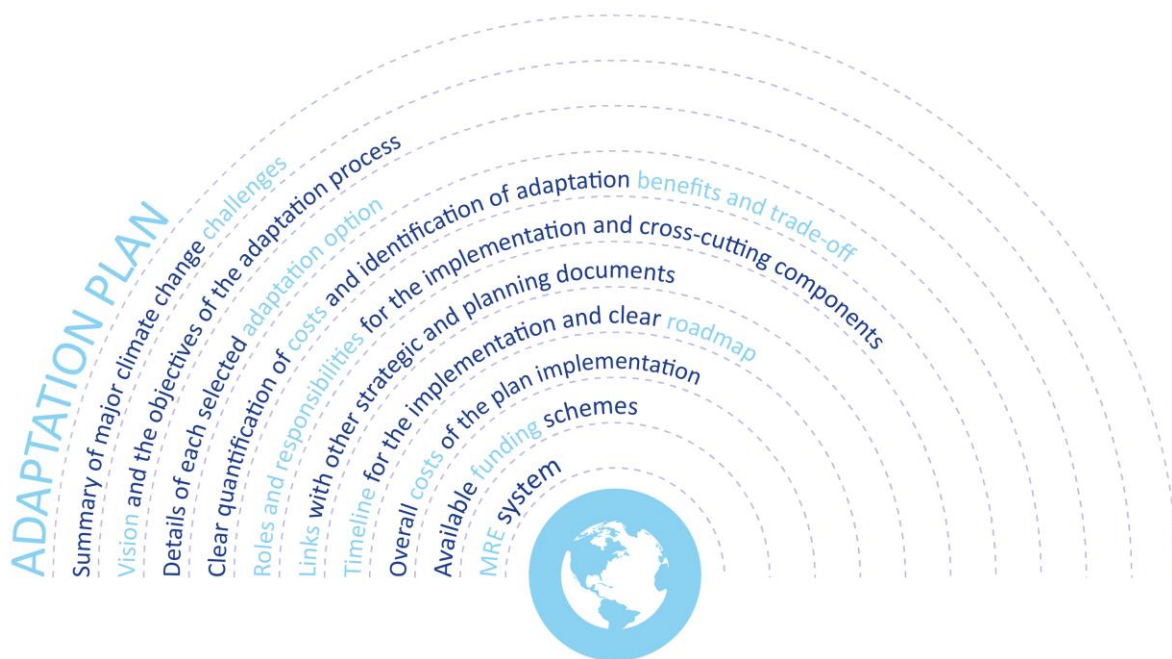 ADAPTATION PLAN
Summary of major climate change challenges
Vision and the objectives of the adaptation process
Details of each selected adaptation option
Clear quantification of costs and identification of adaptation benefits and trade-off
Roles and responsibilities for the implementation and cross-cutting components
Links with other strategic and planning documents
Timeline for the implementation and clear roadmap
Overall costs of the plan implementation
Available funding schemes
MRE system